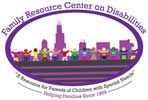 Family Resource Center on Disabilities
"A Resource for Parents of Children with Special Needs"
Helping Families Since 1969